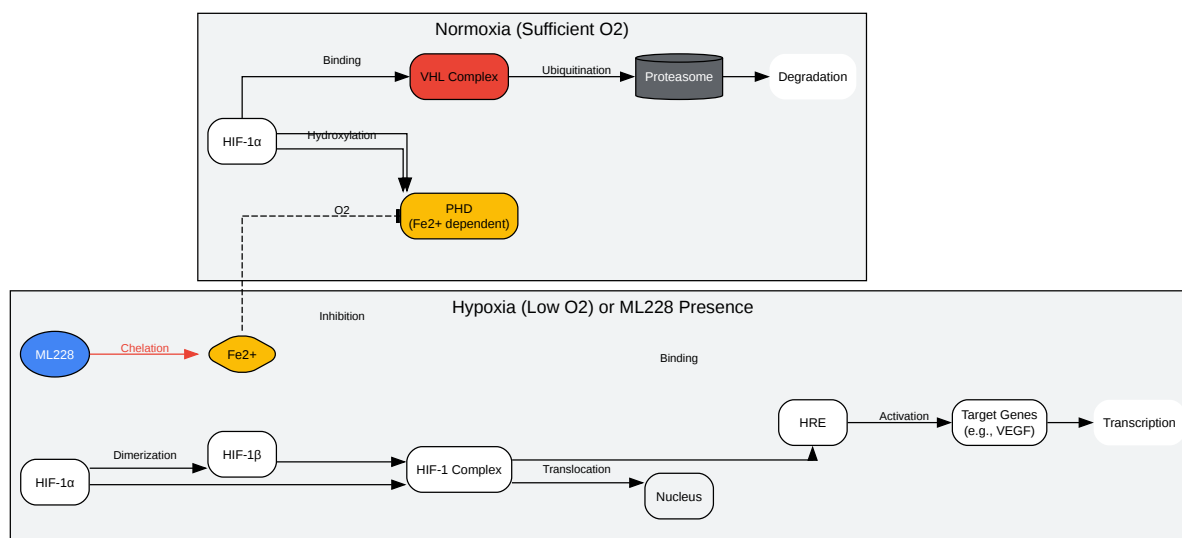 Normoxia (Sufficient O2)
Binding
VHL Complex
Ubiquitination
Proteasome
Degradation
HIF-1α
Hydroxylation
O2
PHD
(Fe2+ dependent)
Hypoxia (Low O2) or ML228 Presence
Inhibition
ML228
Chelation
Fe2+
Binding
HRE
Activation
Target Genes
(e.g., VEGF)
Transcription
HIF-1α
Dimerization
HIF-1β
HIF-1 Complex
Translocation
Nucleus